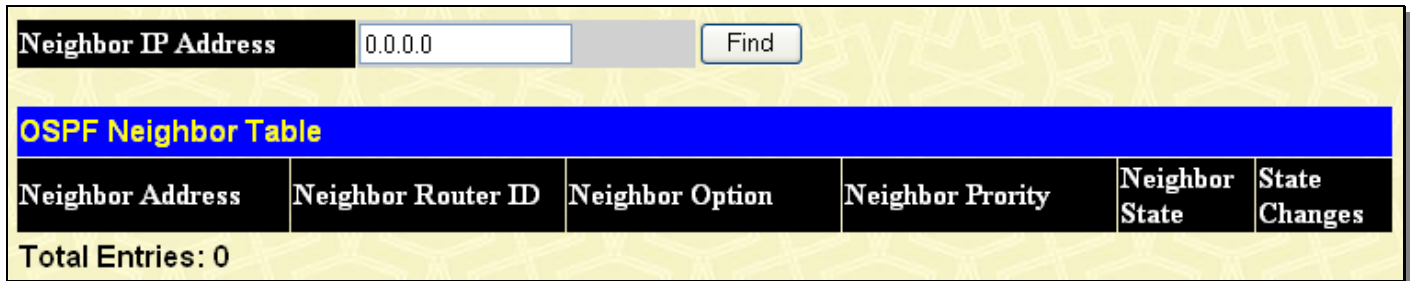 Neighbor IP Address 0.0.0.0 Find
OSPF Neighbor Table
Neighbor Address Neighbor Router ID Neighbor Option Neighbor Prority Neighbor State State Changes
Total Entries: 0